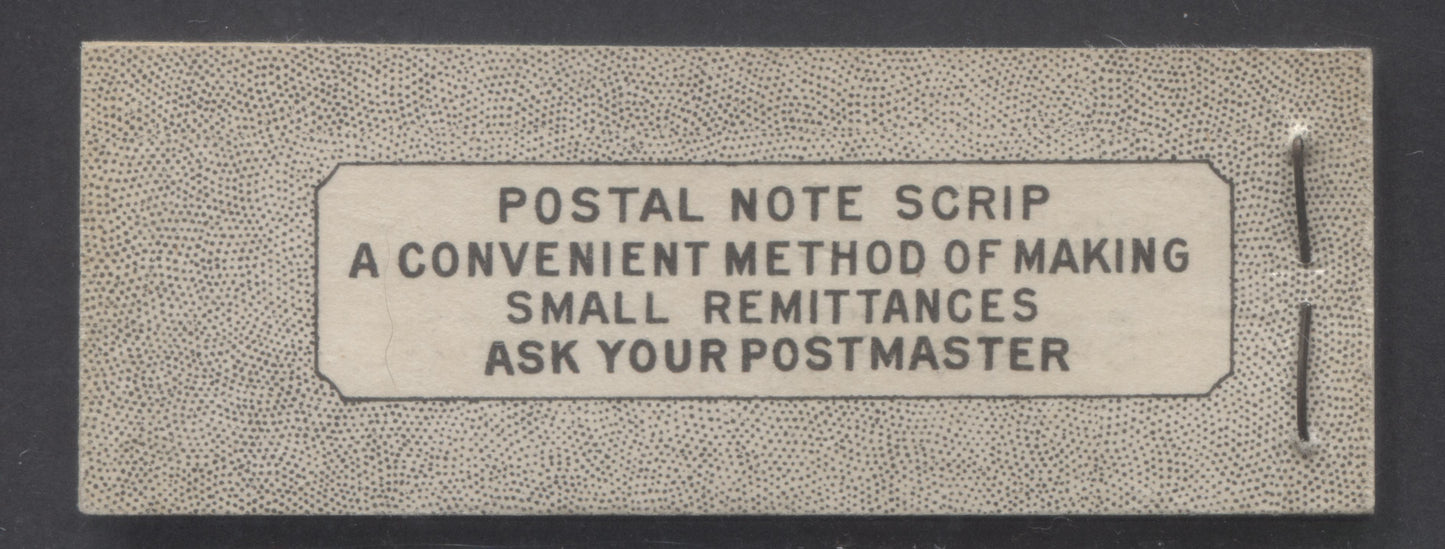 POSTAL NOTE SCRIP
A CONVENIENT METHOD OF MAKING
SMALL REMITTANCES
ASK YOUR POSTMASTER